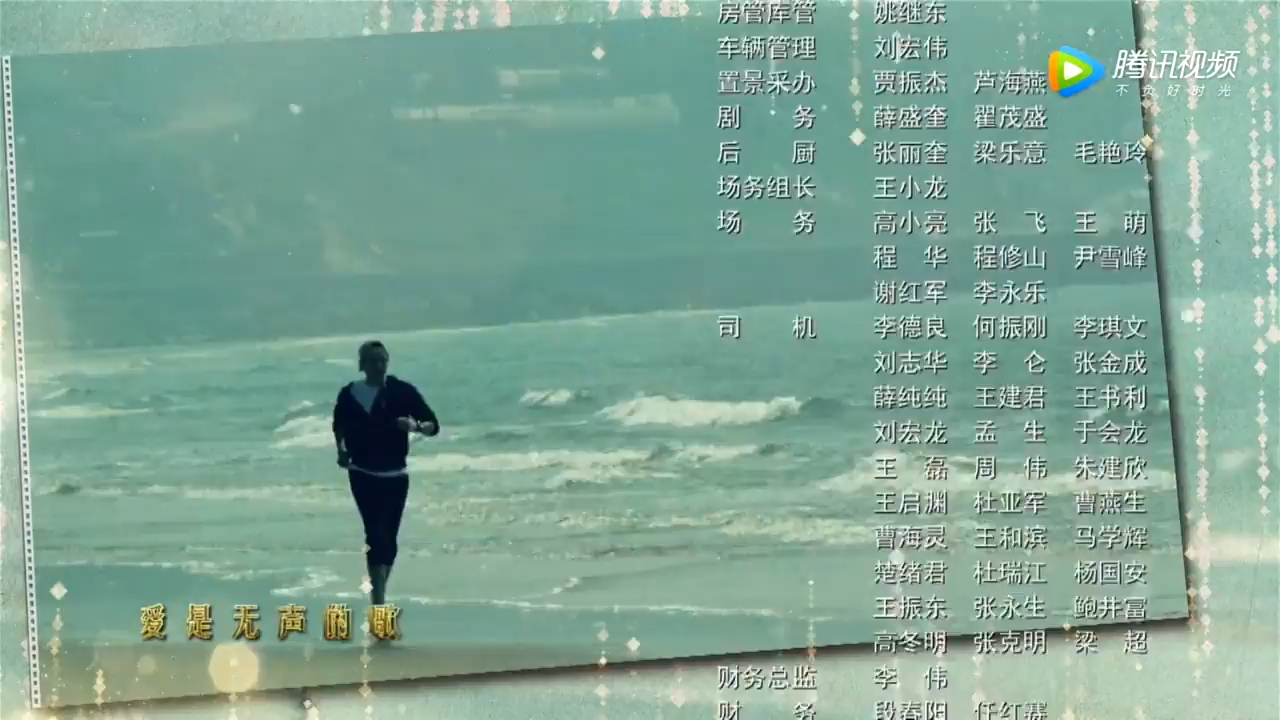 房管库管 姚继东
车辆管理 刘宏伟
置景采办 贾振杰 芦海燕
剧务 薛盛奎 翟茂盛
后厨 张丽奎 梁乐意 毛艳玲
场务组长 王小龙
场务 高小亮 张飞 王萌
程华 程修山 尹雪峰
谢红军 李永乐
司机 李德良 何振刚 李琪文
刘志华 李仑 张金成
薛纯纯 王建君 王书利
刘宏龙 孟生 于会龙
王磊 周伟 朱建欣
王启渊 杜亚军 曹燕生
曹海灵 王和滨 马学辉
楚绪君 杜瑞江 杨国安
王振东 张永生 鲍井富
高冬明 张克明 梁超
财务总监 李伟
财务 段春阳 任红赛
腾讯视频
不负好时光
爱是无声的歌